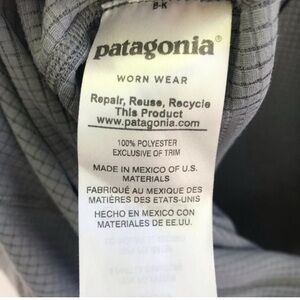 B-K
patagonia®
WORN WEAR
Repair, Reuse, Recycle
This Product
www.patagonia.com
100% POLYESTER
EXCLUSIVE OF TRIM
MADE IN MEXICO OF U.S.
MATERIALS
FABRIQUÉ AU MEXIQUE DES
MATIÈRES DES ETATS-UNIS
HECHO EN MEXICO CON
MATERIALES DE EE.UU.